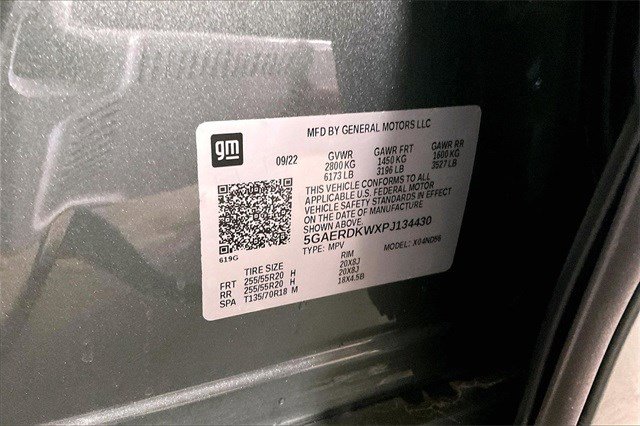 MFD BY GENERAL MOTORS LLC
gm
09/22 GVWR GAWR FRT GAWR RR
2800 KG 1450 KG 1600 KG
6173 LB 3196 LB 3527 LB
THIS VEHICLE CONFORMS TO ALL
APPLICABLE U.S. FEDERAL MOTOR
VEHICLE SAFETY STANDARDS IN EFFECT
ON THE DATE OF MANUFACTURE
5GAERDKWXPJ134430
619G TYPE: MPV MODEL: X04ND56
TIRE SIZE RIM
FRT 255/55R20 H 20X8J
RR 255/55R20 H 20X8J
SPA T135/70R18 M 18X4.5B